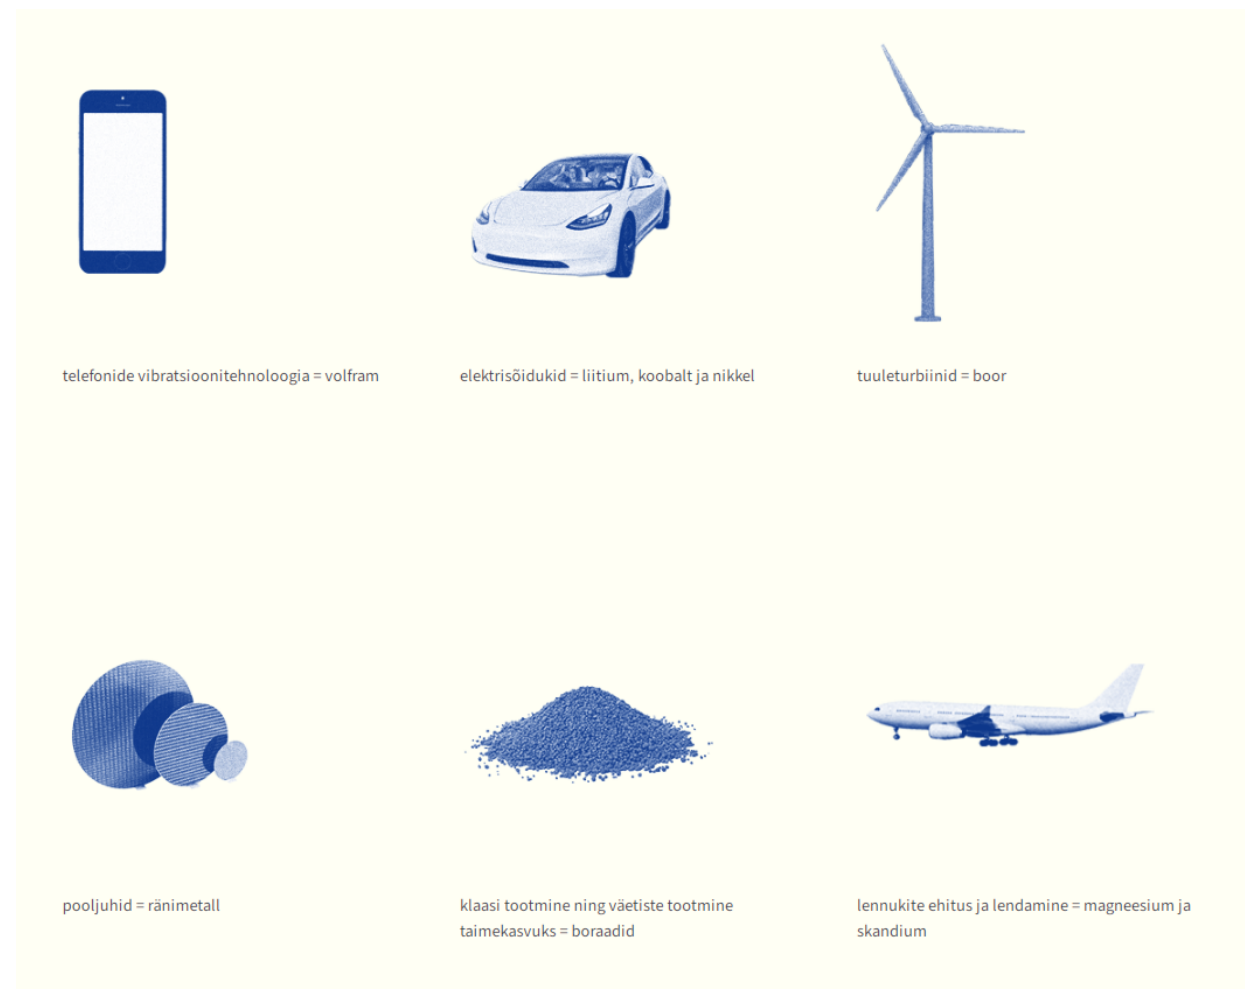 telefonide vibratsioonitehnoloogia = volfram
elektrisõidukid = liitium, koobalt ja nikkel
tuuleturbiinid = boor
pooljuhid = ränimetall
klaasi tootmine ning väetiste tootmine
taimekasvuks = boraadid
lennukite ehitus ja lendamine = magneesium ja
skandium